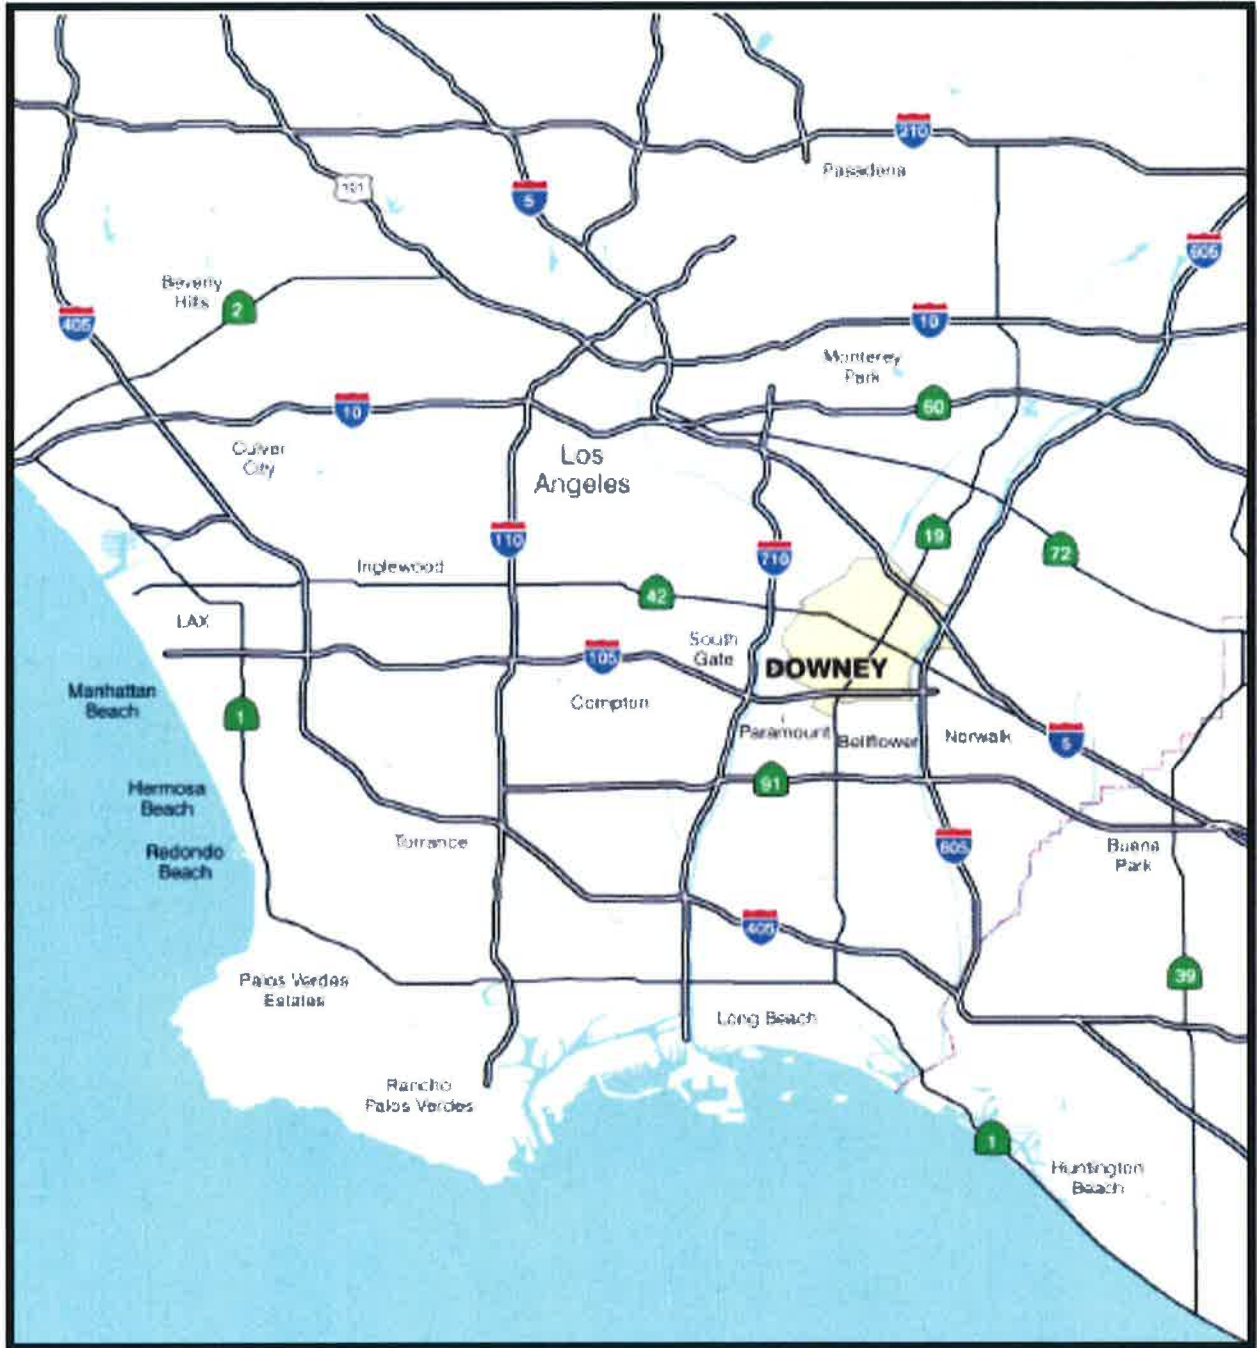 210
Pasadena
101
5
605
Beverly
Hills
2
405
10
Monterey
Park
10
60
Culver
City
Los
Angeles
110
19
710
72
Inglewood
42
LAX
South
Gate
105
DOWNEY
Manhattan
Beach
Compton
1
Paramount
Bellflower
Norwalk
5
91
Hermosa
Beach
Torrance
605
Buena
Park
Redondo
Beach
405
39
Palos Verdes
Estates
Long Beach
Rancho
Palos Verdes
1
Huntington
Beach